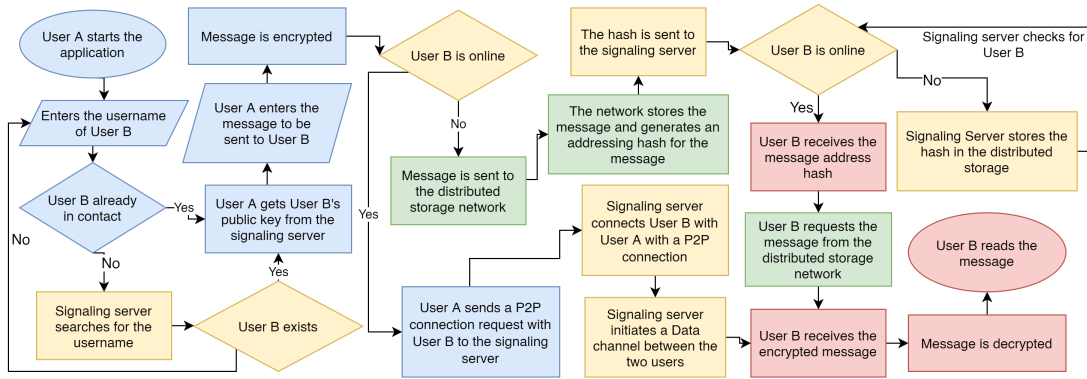 User A starts the
application
Enters the username
of User B
User B already
in contact
Yes
No
No
Signaling server
searches for the
username
User B exists
Yes
User A gets User B's
public key from the
signaling server
User A enters the
message to be
sent to User B
Message is encrypted
User B is online
No
Yes
Message is sent to
the distributed
storage network
The network stores the
message and generates an
addressing hash for the
message
The hash is sent to
the signaling server
User A sends a P2P
connection request with
User B to the signaling
server
Signaling server
connects User B with
User A with a P2P
connection
Signaling server
initiates a Data
channel between the
two users
User B is online
Signaling server checks for
User B
No
Yes
Signaling Server stores the
hash in the distributed
storage
User B receives the
message address
hash
User B requests the
message from the
distributed storage
network
User B receives the
encrypted message
Message is decrypted
User B reads the
message